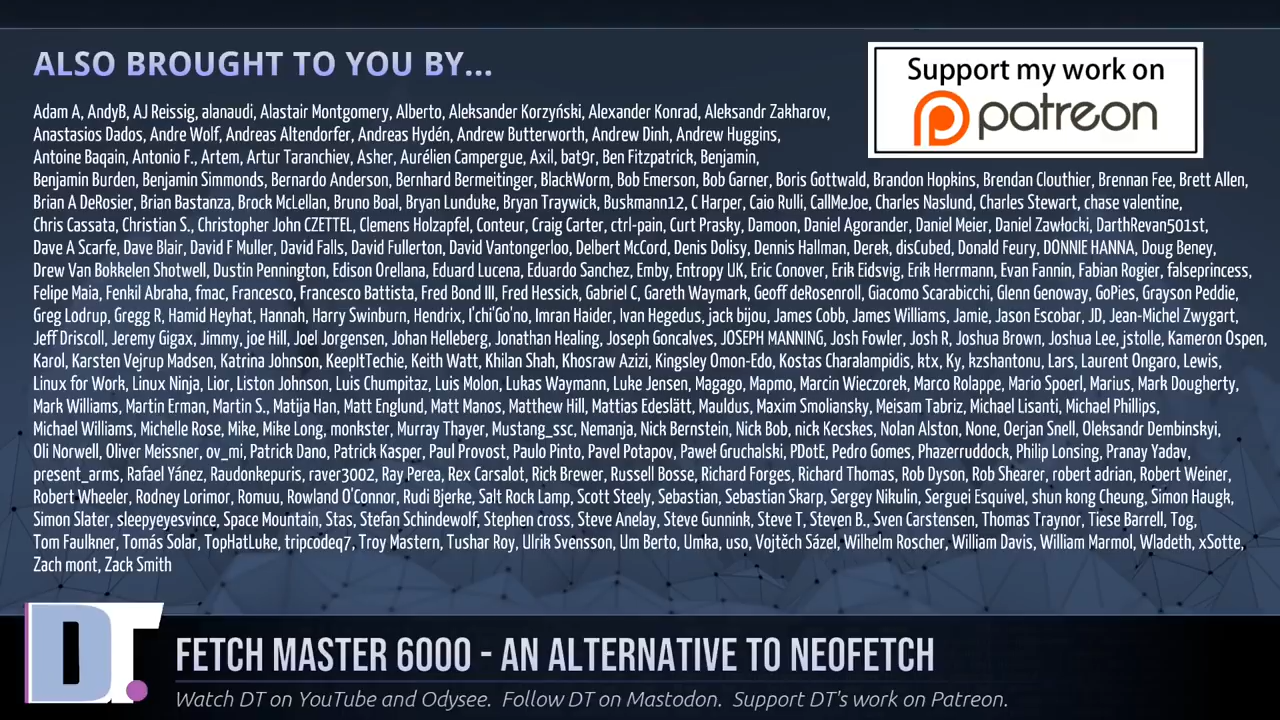 ALSO BROUGHT TO YOU BY...
Support my work on
patreon
Adam A, AndyB, AJ Reissig, alanaudi, Alastair Montgomery, Alberto, Aleksander Korzyński, Alexander Konrad, Aleksandr Zakharov,
Anastasios Dados, Andre Wolf, Andreas Altendorfer, Andreas Hydén, Andrew Butterworth, Andrew Dinh, Andrew Huggins,
Antoine Baqain, Antonio F., Artem, Artur Taranchiev, Asher, Aurélien Campergue, Axil, bat9r, Ben Fitzpatrick, Benjamin,
Benjamin Burden, Benjamin Simmonds, Bernardo Anderson, Bernhard Bermeitinger, BlackWorm, Bob Emerson, Bob Garner, Boris Gottwald, Brandon Hopkins, Brendan Clouthier, Brennan Fee, Brett Allen,
Brian A DeRosier, Brian Bastanza, Brock McLellan, Bruno Boal, Bryan Lunduke, Bryan Traywick, Buskmann12, C Harper, Caio Rulli, CallMeJoe, Charles Naslund, Charles Stewart, chase valentine,
Chris Cassata, Christian S., Christopher John CZETTEL, Clemens Holzapfel, Conteur, Craig Carter, ctrl-pain, Curt Prasky, Damoon, Daniel Agorander, Daniel Meier, Daniel Zawłocki, DarthRevan501st,
Dave A Scarfe, Dave Blair, David F Muller, David Falls, David Fullerton, David Vantongerloo, Delbert McCord, Denis Dolisy, Dennis Hallman, Derek, disCubed, Donald Feury, DONNIE HANNA, Doug Beney,
Drew Van Bokkelen Shotwell, Dustin Pennington, Edison Orellana, Eduard Lucena, Eduardo Sanchez, Emby, Entropy UK, Eric Conover, Erik Eidsvig, Erik Herrmann, Evan Fannin, Fabian Rogier, falseprincess,
Felipe Maia, Fenkil Abraha, fmac, Francesco, Francesco Battista, Fred Bond III, Fred Hessick, Gabriel C, Gareth Waymark, Geoff deRosenroll, Giacomo Scarabicchi, Glenn Genoway, GoPies, Grayson Peddie,
Greg Lodrup, Gregg R, Hamid Heyhat, Hannah, Harry Swinburn, Hendrix, I'chi'Go'no, Imran Haider, Ivan Hegedus, jack bijou, James Cobb, James Williams, Jamie, Jason Escobar, JD, Jean-Michel Zwygart,
Jeff Driscoll, Jeremy Gigax, Jimmy, joe Hill, Joel Jorgensen, Johan Helleberg, Jonathan Healing, Joseph Goncalves, JOSEPH MANNING, Josh Fowler, Josh R, Joshua Brown, Joshua Lee, jstolle, Kameron Ospen,
Karol, Karsten Vejrup Madsen, Katrina Johnson, KeepItTechie, Keith Watt, Khilan Shah, Khosraw Azizi, Kingsley Omon-Edo, Kostas Charalampidis, ktx, Ky, kzshantonu, Lars, Laurent Ongaro, Lewis,
Linux for Work, Linux Ninja, Lior, Liston Johnson, Luis Chumpitaz, Luis Molon, Lukas Waymann, Luke Jensen, Magago, Mapmo, Marcin Wieczorek, Marco Rolappe, Mario Spoerl, Marius, Mark Dougherty,
Mark Williams, Martin Erman, Martin S., Matija Han, Matt Englund, Matt Manos, Matthew Hill, Mattias Edeslätt, Mauldus, Maxim Smoliansky, Meisam Tabriz, Michael Lisanti, Michael Phillips,
Michael Williams, Michelle Rose, Mike, Mike Long, monkster, Murray Thayer, Mustang_ssc, Nemanja, Nick Bernstein, Nick Bob, nick Kecskes, Nolan Alston, None, Oerjan Snell, Oleksandr Dembinskyi,
Oli Norwell, Oliver Meissner, ov_mi, Patrick Dano, Patrick Kasper, Paul Provost, Paulo Pinto, Pavel Potapov, Paweł Gruchalski, PDotE, Pedro Gomes, Phazerruddock, Philip Lonsing, Pranay Yadav,
present_arms, Rafael Yánez, Raudonkepuris, raver3002, Ray Perea, Rex Carsalot, Rick Brewer, Russell Bosse, Richard Forges, Richard Thomas, Rob Dyson, Rob Shearer, robert adrian, Robert Weiner,
Robert Wheeler, Rodney Lorimor, Romuu, Rowland O'Connor, Rudi Bjerke, Salt Rock Lamp, Scott Steely, Sebastian, Sebastian Skarp, Sergey Nikulin, Serguei Esquivel, shun kong Cheung, Simon Haugk,
Simon Slater, sleepyeyesvince, Space Mountain, Stas, Stefan Schindewolf, Stephen cross, Steve Anelay, Steve Gunnink, Steve T, Steven B., Sven Carstensen, Thomas Traynor, Tiese Barrell, Tog,
Tom Faulkner, Tomás Solar, TopHatLuke, tripcodeq7, Troy Mastern, Tushar Roy, Ulrik Svensson, Um Berto, Umka, uso, Vojtěch Sázel, Wilhelm Roscher, William Davis, William Marmol, Wladeth, xSotte,
Zach mont, Zack Smith
DT.
FETCH MASTER 6000 - AN ALTERNATIVE TO NEOFETCH
Watch DT on YouTube and Odysee. Follow DT on Mastodon. Support DT's work on Patreon.